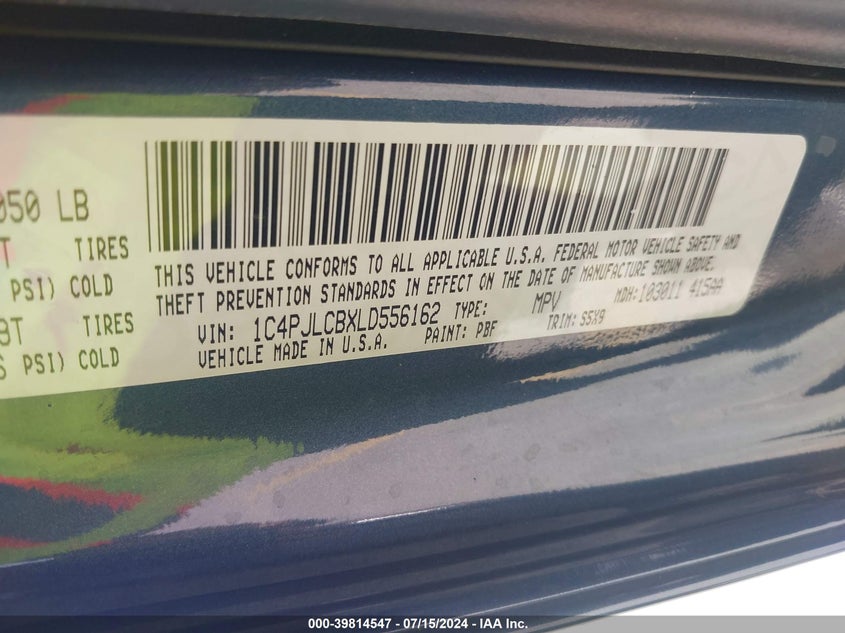 050 LB
T TIRES
PSI) COLD
BT TIRES
PSI) COLD
THIS VEHICLE CONFORMS TO ALL APPLICABLE U.S.A. FEDERAL MOTOR VEHICLE SAFETY AND
THEFT PREVENTION STANDARDS IN EFFECT ON THE DATE OF MANUFACTURE SHOWN ABOVE.
VIN: 1C4PJLCBXLD556162 TYPE: MPV MDH: 103011 415AA
VEHICLE MADE IN U.S.A. PAINT: PBF TRIM: S5X9
000-39814547 / 07/15/2024 - IAA Inc.